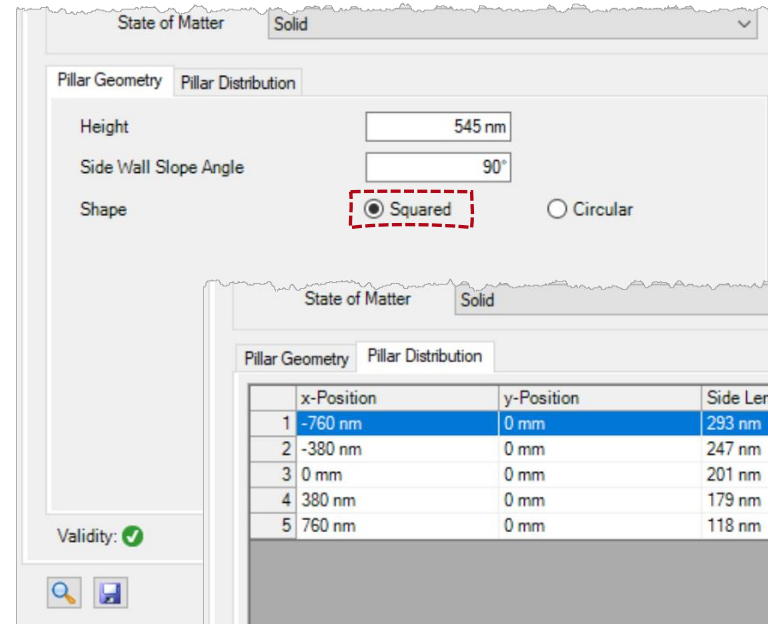 State of Matter Solid
Pillar Geometry Pillar Distribution
Height 545 nm
Side Wall Slope Angle 90°
Shape Squared Circular
State of Matter Solid
Pillar Geometry Pillar Distribution
x-Position y-Position Side Ler
1 -760 nm 0 mm 293 nm
2 -380 nm 0 mm 247 nm
3 0 mm 0 mm 201 nm
4 380 nm 0 mm 179 nm
5 760 nm 0 mm 118 nm
Validity: